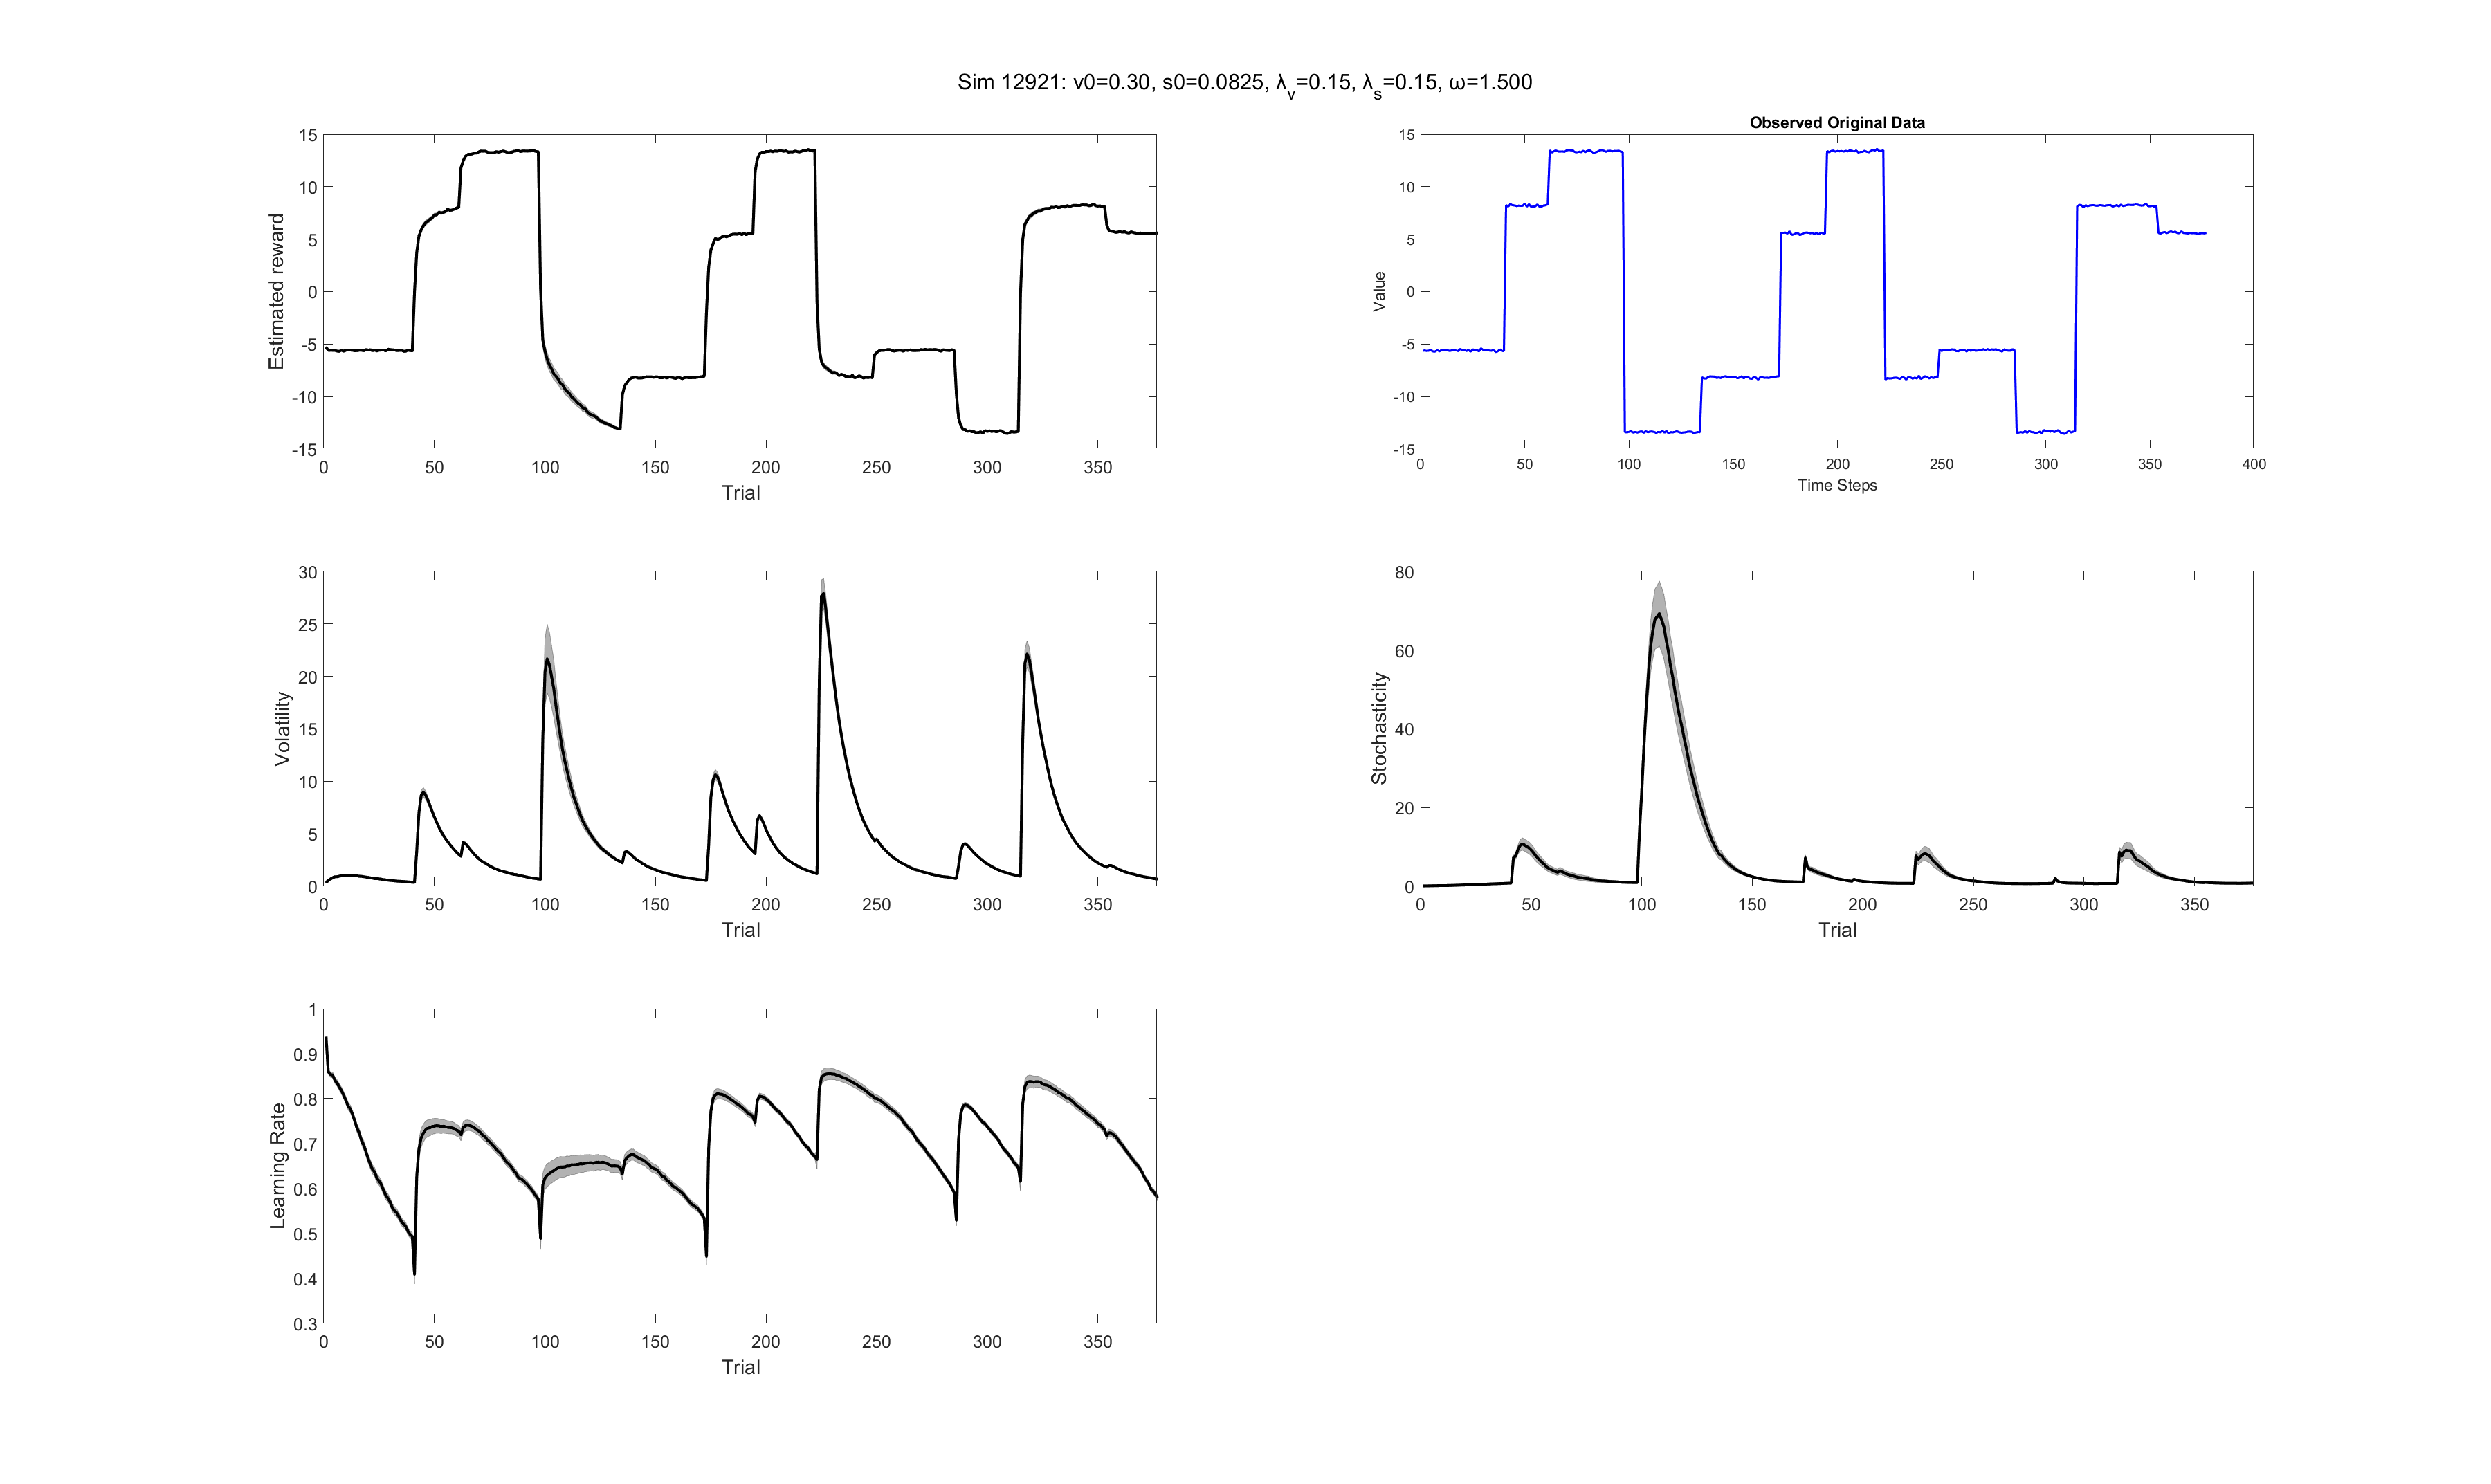 Sim 12921: v0=0.30, s0=0.0825, λv=0.15, λs=0.15, ω=1.500
Estimated reward
15
10
5
0
-5
-10
-15
0 50 100 150 200 250 300 350
Trial
Observed Original Data
Value
15
10
5
0
-5
-10
-15
0 50 100 150 200 250 300 350 400
Time Steps
Volatility
30
25
20
15
10
5
0
0 50 100 150 200 250 300 350
Trial
Stochasticity
80
60
40
20
0
0 50 100 150 200 250 300 350
Trial
Learning Rate
1
0.9
0.8
0.7
0.6
0.5
0.4
0.3
0 50 100 150 200 250 300 350
Trial